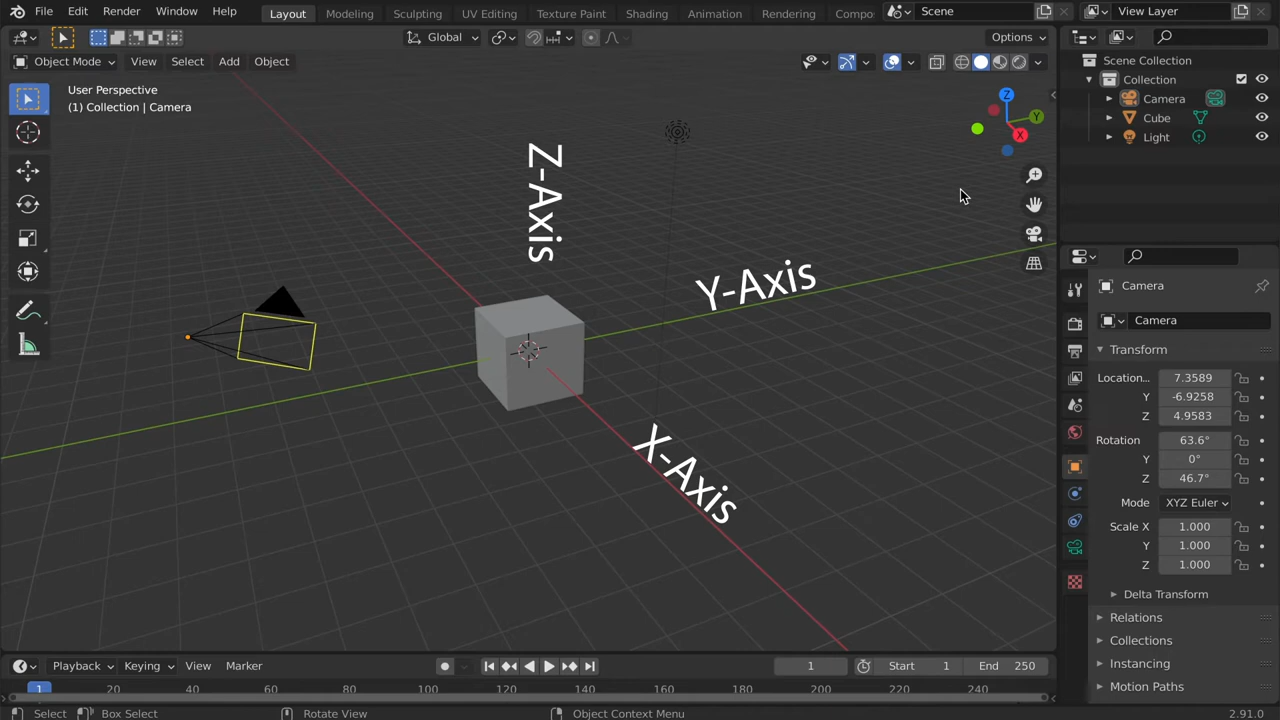 File Edit Render Window Help Layout Modeling Sculpting UV Editing Texture Paint Shading Animation Rendering Compo Scene View Layer
Global Options
Object Mode View Select Add Object
User Perspective
(1) Collection | Camera
Z-Axis
Y-Axis
X-Axis
Z
Y
X
Scene Collection
Collection
Camera
Cube
Light
Camera
Camera
Transform
Location... 7.3589
Y -6.9258
Z 4.9583
Rotation 63.6°
Y 0°
Z 46.7°
Mode XYZ Euler
Scale X 1.000
Y 1.000
Z 1.000
Delta Transform
Relations
Collections
Instancing
Motion Paths
Playback Keying View Marker 1 Start 1 End 250
1 20 40 60 80 100 120 140 160 180 200 220 240
Select Box Select Rotate View Object Context Menu 2.91.0